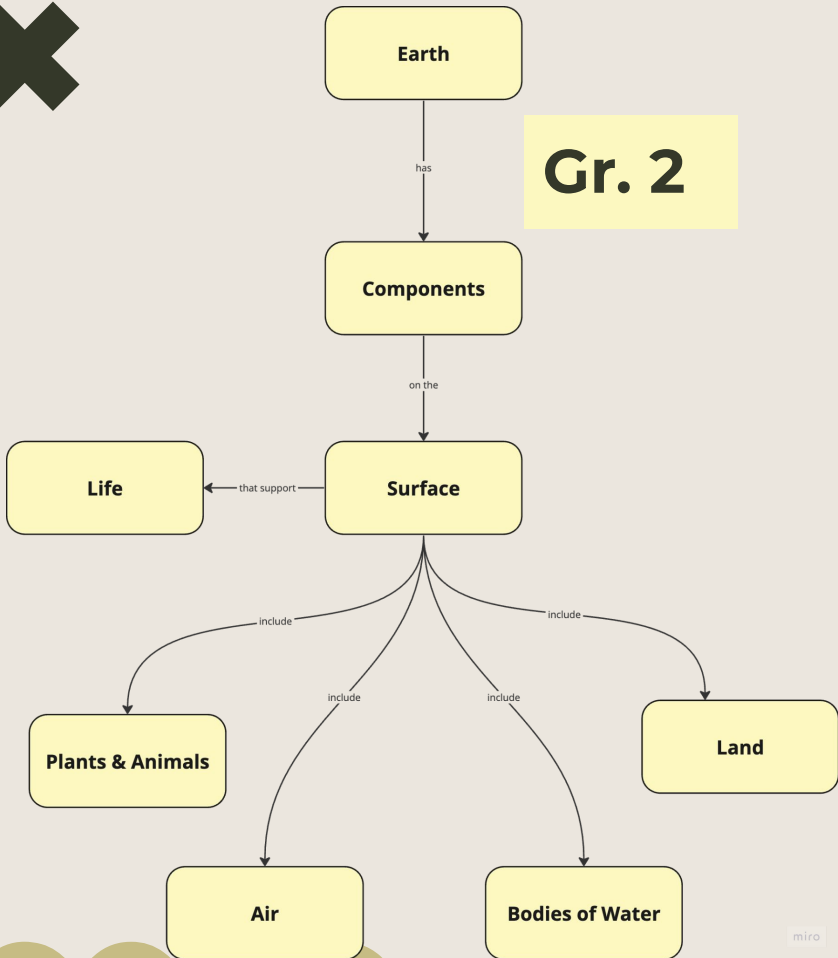 Earth
has
Gr. 2
Components
on the
Life
that support
Surface
include
include
include
include
Plants & Animals
Land
Air
Bodies of Water
miro